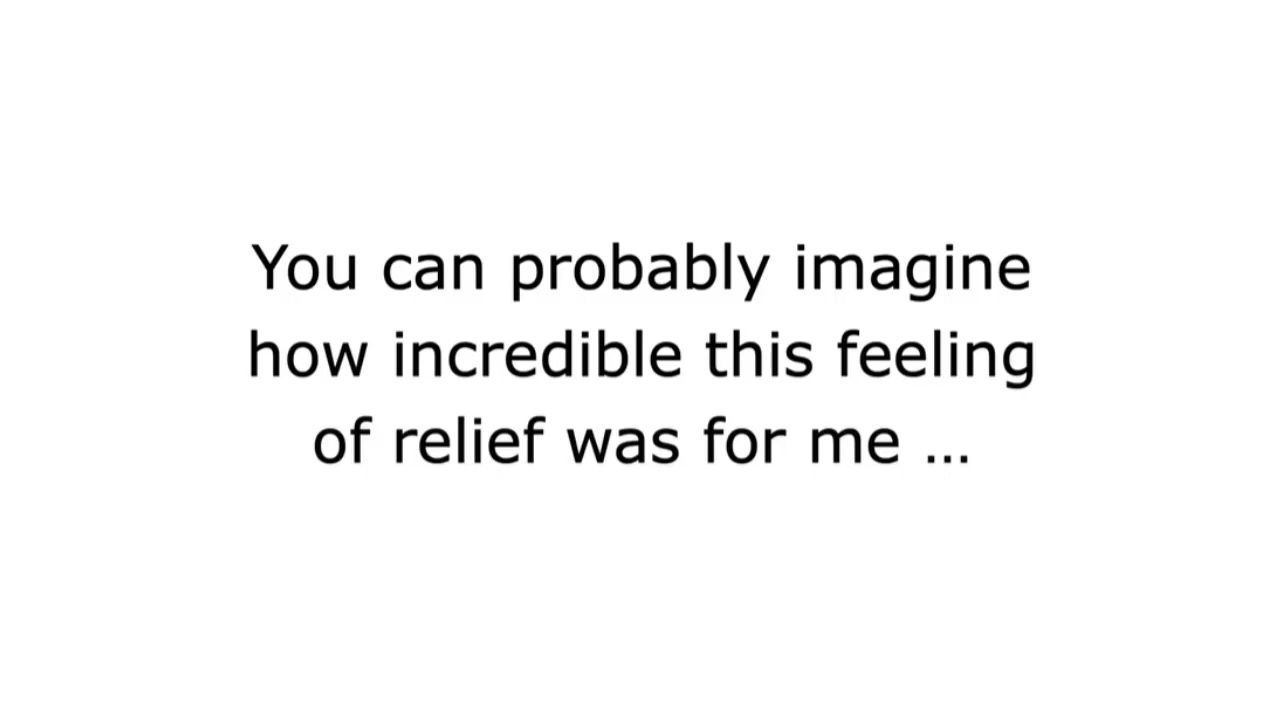 You can probably imagine
how incredible this feeling
of relief was for me ...